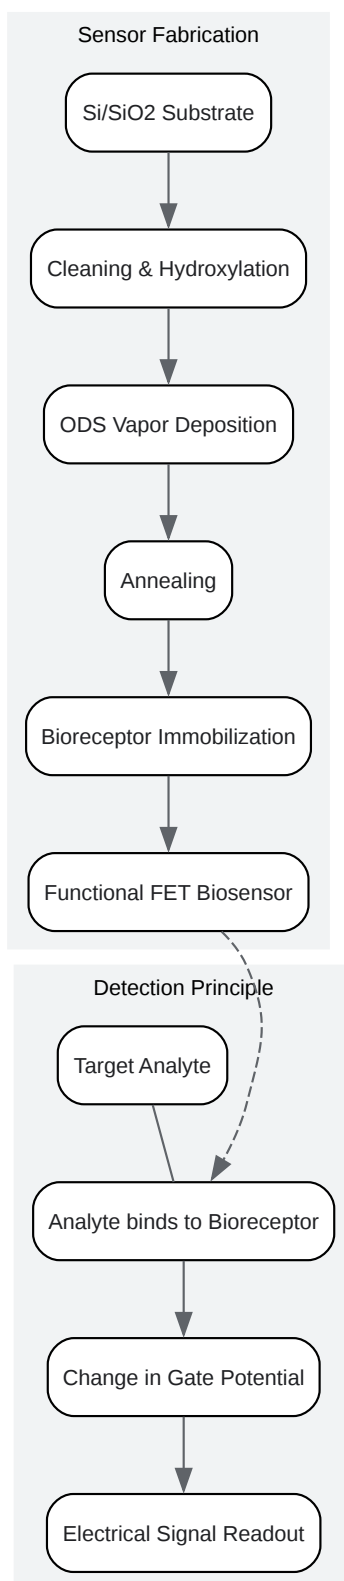 Sensor Fabrication
Si/SiO2 Substrate
Cleaning & Hydroxylation
ODS Vapor Deposition
Annealing
Bioreceptor Immobilization
Functional FET Biosensor
Detection Principle
Target Analyte
Analyte binds to Bioreceptor
Change in Gate Potential
Electrical Signal Readout